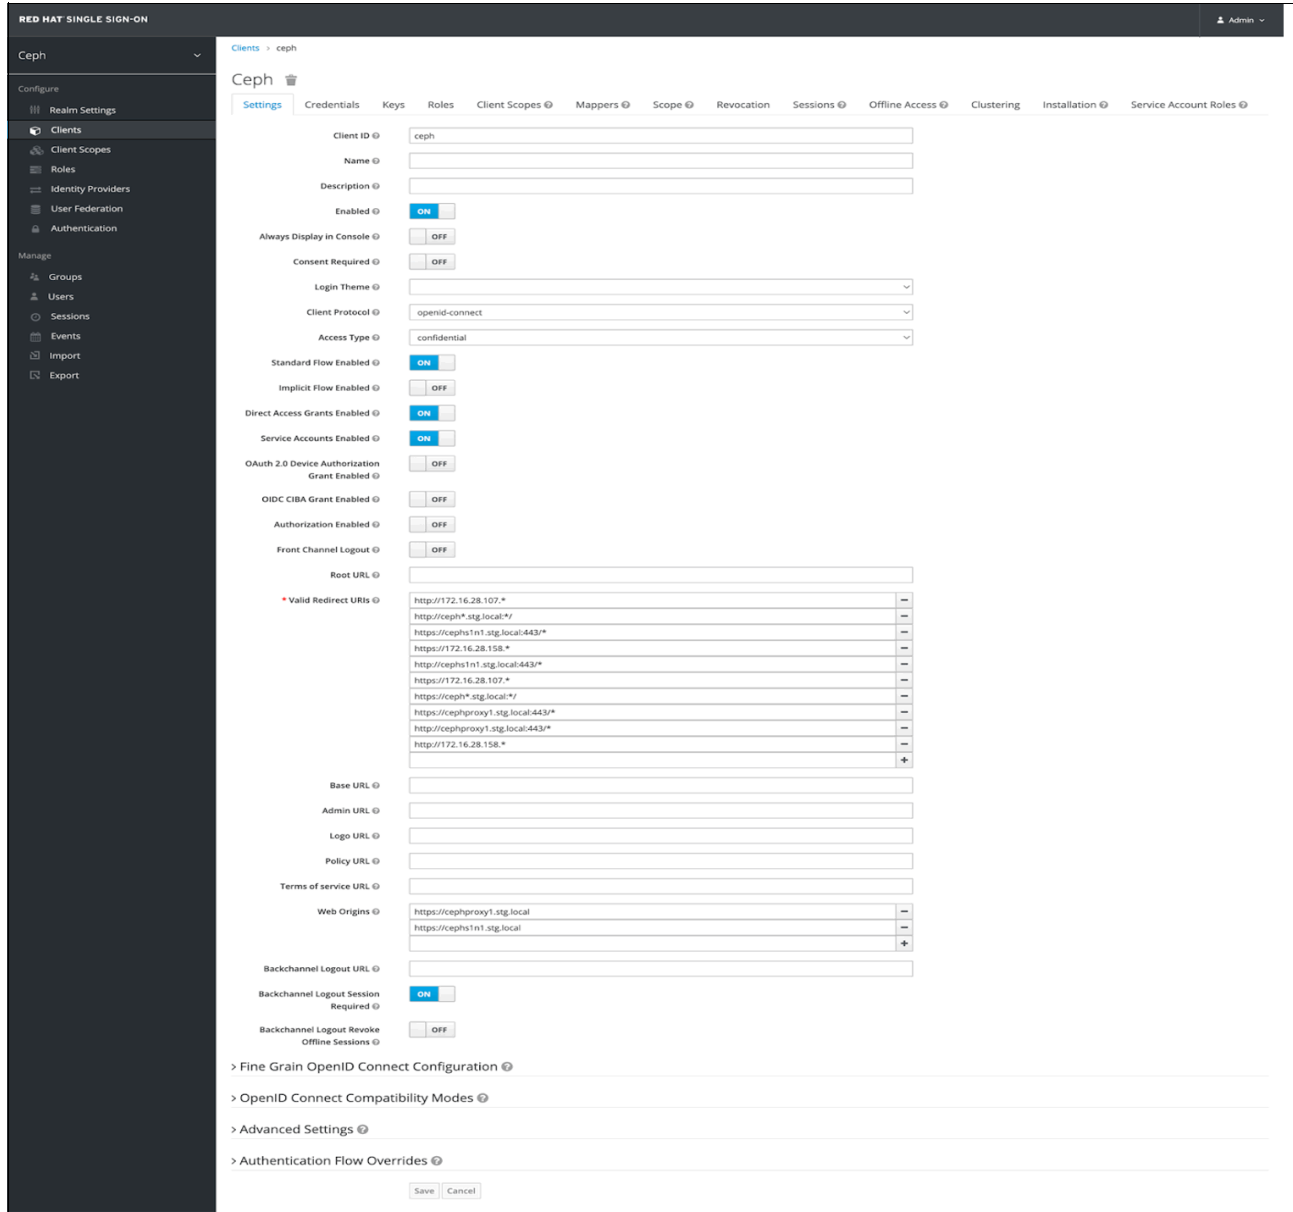 RED HAT SINGLE SIGN-ON
Admin
Ceph
Configure
Realm Settings
Clients
Client Scopes
Roles
Identity Providers
User Federation
Authentication
Manage
Groups
Users
Sessions
Events
Import
Export
Clients > ceph
Ceph
Settings Credentials Keys Roles Client Scopes Mappers Scope Revocation Sessions Offline Access Clustering Installation Service Account Roles
Client ID ceph
Name
Description
Enabled ON
Always Display in Console OFF
Consent Required OFF
Login Theme
Client Protocol openid-connect
Access Type confidential
Standard Flow Enabled ON
Implicit Flow Enabled OFF
Direct Access Grants Enabled ON
Service Accounts Enabled ON
OAuth 2.0 Device Authorization OFF
Grant Enabled
OIDC CIBA Grant Enabled OFF
Authorization Enabled OFF
Front Channel Logout OFF
Root URL
* Valid Redirect URIs http://172.16.28.107.*
http://ceph*.stg.local:*/
https://cephs1n1.stg.local:443/*
https://172.16.28.158.*
http://cephs1n1.stg.local:443/*
https://172.16.28.107.*
https://ceph*.stg.local:*/
https://cephproxy1.stg.local:443/*
http://cephproxy1.stg.local:443/*
http://172.16.28.158.*
Base URL
Admin URL
Logo URL
Policy URL
Terms of service URL
Web Origins https://cephproxy1.stg.local
https://cephs1n1.stg.local
Backchannel Logout URL
Backchannel Logout Session ON
Required
Backchannel Logout Revoke OFF
Offline Sessions
> Fine Grain OpenID Connect Configuration
> OpenID Connect Compatibility Modes
> Advanced Settings
> Authentication Flow Overrides
Save Cancel